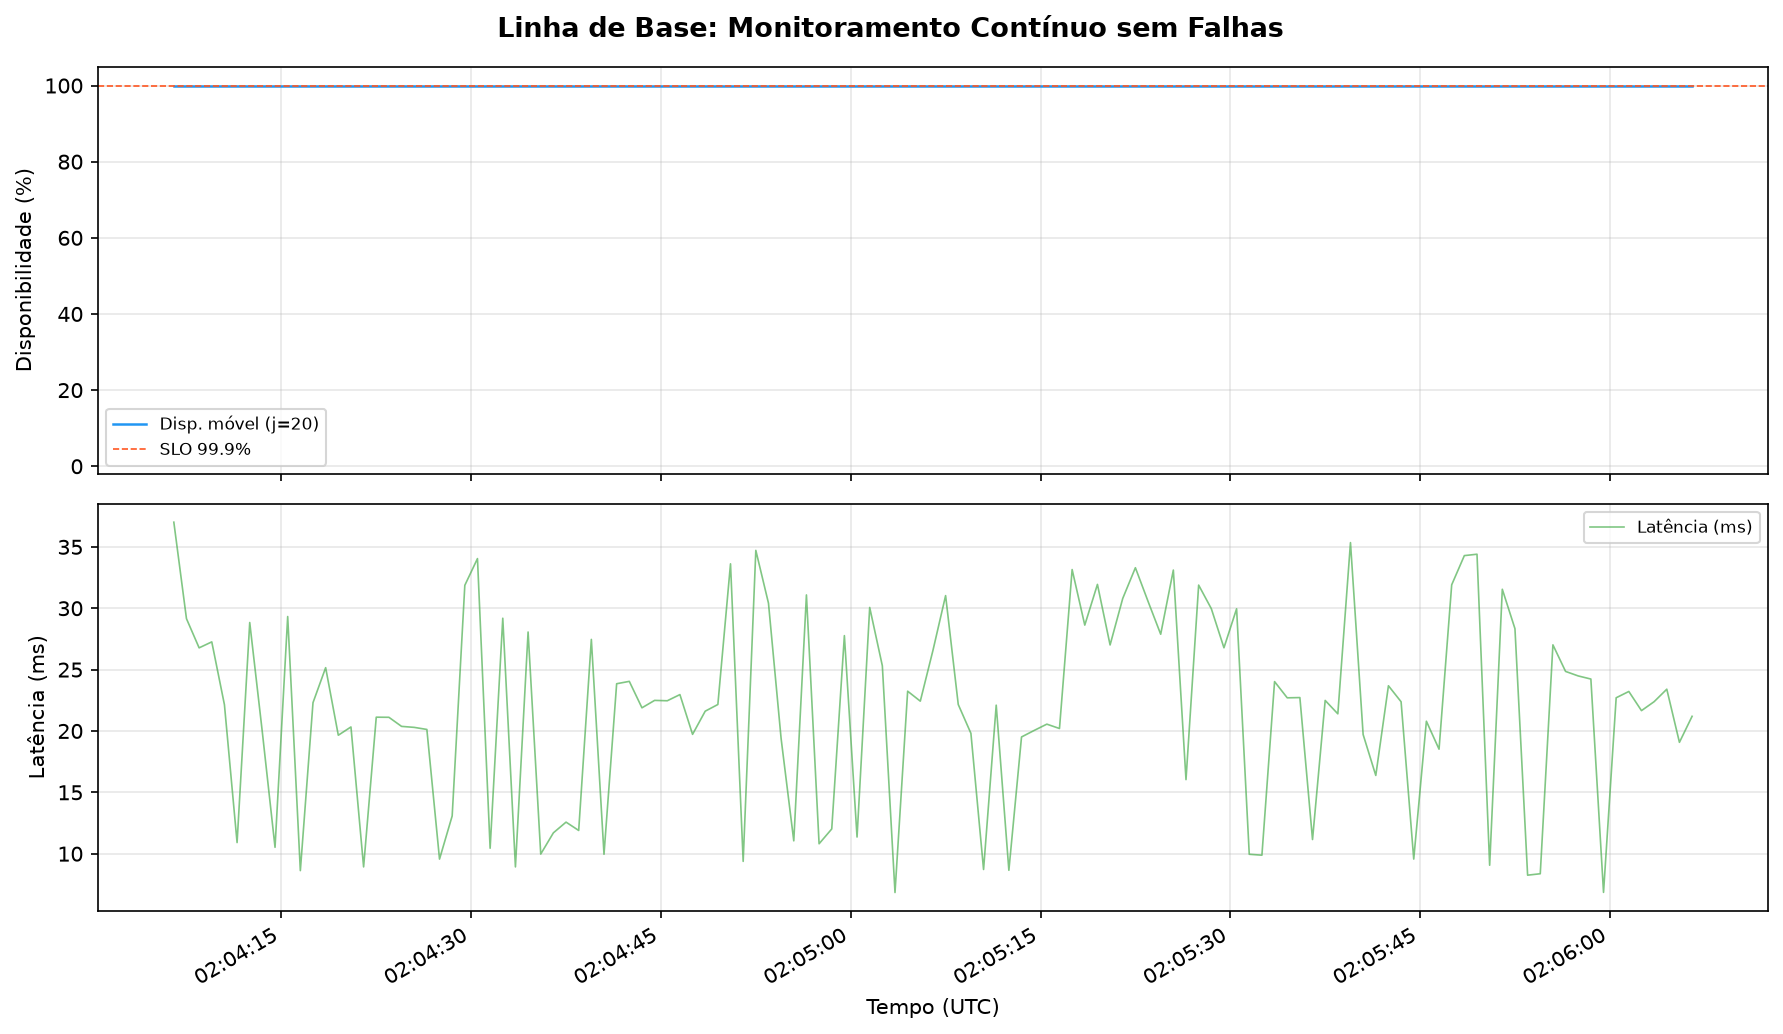 Linha de Base: Monitoramento Contínuo sem Falhas
Disponibilidade (%)
100
80
60
40
20
0
Disp. móvel (j=20)
SLO 99.9%
Latência (ms)
35
30
25
20
15
10
Latência (ms)
02:04:15
02:04:30
02:04:45
02:05:00
02:05:15
02:05:30
02:05:45
02:06:00
Tempo (UTC)